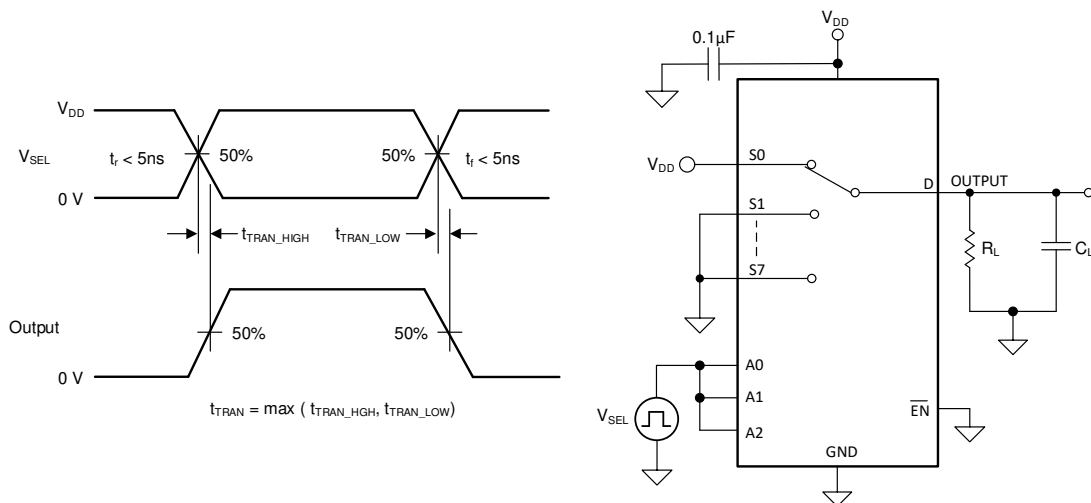 V_DD
V_SEL
0 V
t_r < 5ns
50%
50%
t_f < 5ns
t_TRAN_HIGH
t_TRAN_LOW
Output
0 V
50%
50%
t_TRAN = max ( t_TRAN_HGH, t_TRAN_LOW)
V_DD
0.1µF
V_DD
S0
S1
S7
D
OUTPUT
R_L
C_L
A0
A1
A2
V_SEL
EN
GND